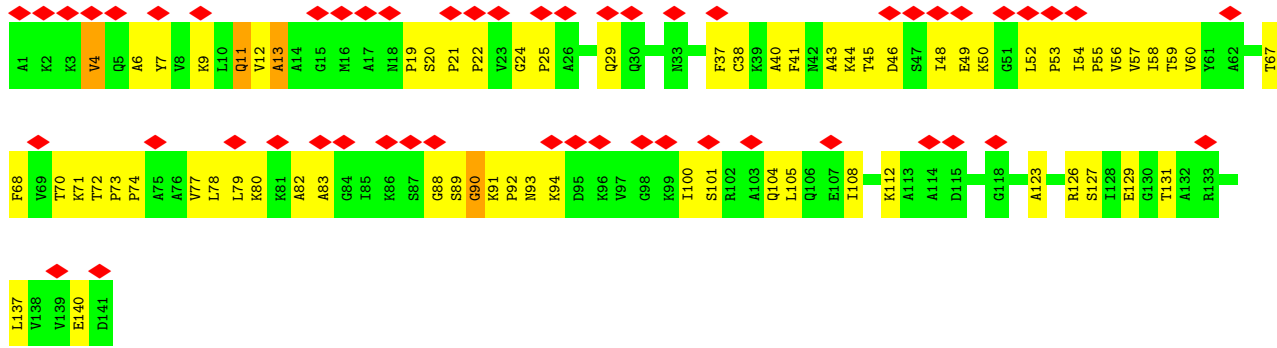 A1 K2 K3 V4 Q5 A6 Y7 V8 K9 L10 Q11 V12 A13 A14 G15 M16 A17 N18 P19 S20 P21 P22 V23 G24 P25 A26 Q29 Q30 N33 F37 C38 K39 A40 F41 N42 A43 K44 T45 D46 S47 I48 E49 K50 G51 L52 P53 I54 P55 V56 V57 I58 T59 V60 Y61 A62 T67
F68 V69 T70 K71 T72 P73 P74 A75 A76 V77 L78 L79 K80 K81 A82 A83 G84 I85 K86 S87 G88 S89 G90 K91 P92 N93 K94 D95 K96 V97 G98 K99 I100 S101 R102 A103 Q104 L105 Q106 E107 I108 K112 A113 A114 D115 G118 A123 R126 S127 I128 E129 G130 T131 A132 R133
L137 V138 V139 E140 D141